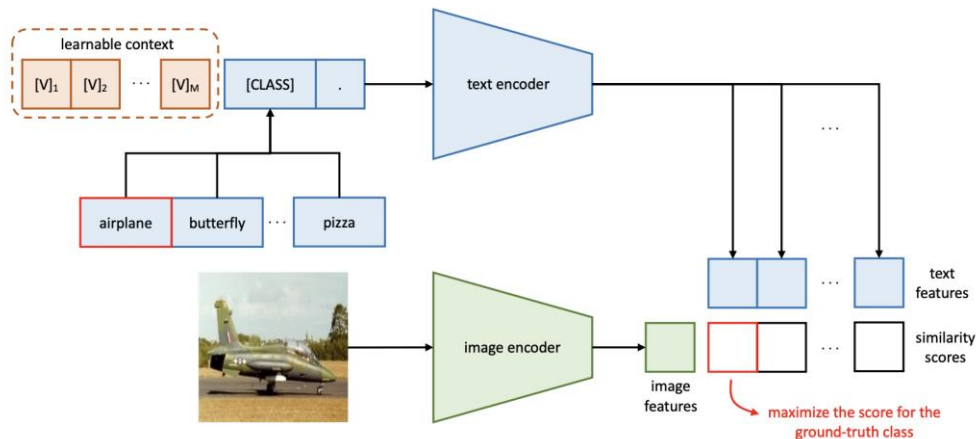 learnable context
[V]1 [V]2 ··· [V]M [CLASS] .
text encoder
...
airplane butterfly ... pizza
...
text
features
image encoder
...
similarity
scores
image
features
maximize the score for the
ground-truth class